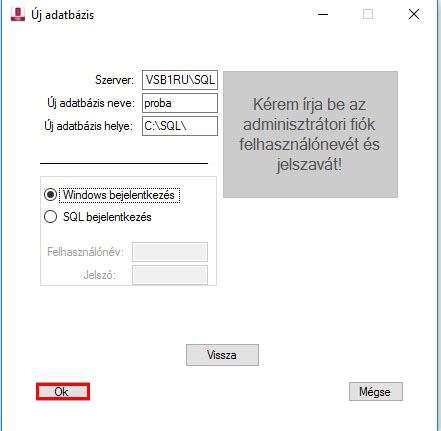 Új adatbázis
Szerver: VSB1RU\SQL
Új adatbázis neve: proba
Új adatbázis helye: C:\SQL\
Kérem írja be az
adminisztrátori fiók
felhasználónevét és
jelszavát!
Windows bejelentkezés
SQL bejelentkezés
Felhasználónév:
Jelszó:
Vissza
Ok
Mégse